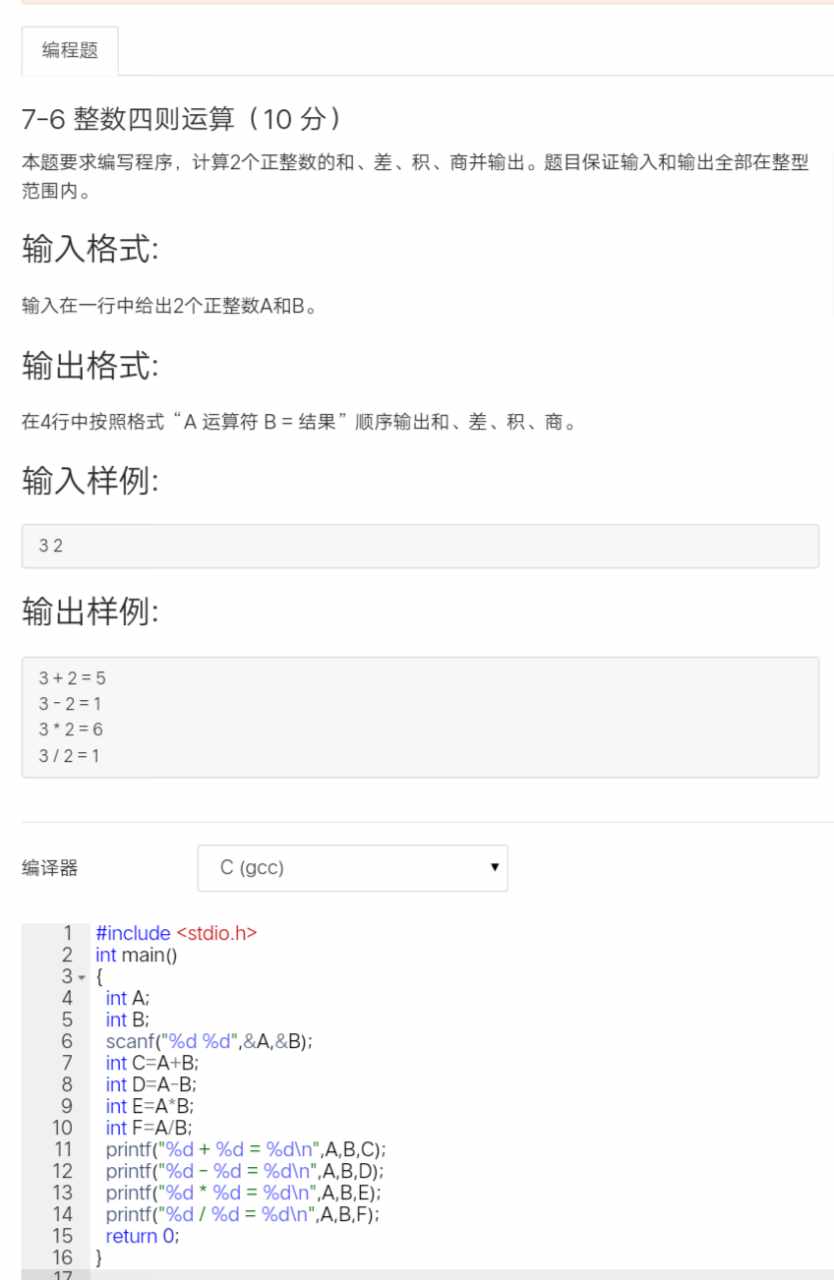 编程题
7-6 整数四则运算（10 分）
本题要求编写程序，计算2个正整数的和、差、积、商并输出。题目保证输入和输出全部在整型
范围内。
输入格式:
输入在一行中给出2个正整数A和B。
输出格式:
在4行中按照格式“A 运算符 B = 结果”顺序输出和、差、积、商。
输入样例:
3 2
输出样例:
3 + 2 = 5
3 - 2 = 1
3 * 2 = 6
3 / 2 = 1
编译器 C (gcc)
1 #include <stdio.h>
2 int main()
3 {
4 int A;
5 int B;
6 scanf("%d %d",&A,&B);
7 int C=A+B;
8 int D=A-B;
9 int E=A*B;
10 int F=A/B;
11 printf("%d + %d = %d\n",A,B,C);
12 printf("%d - %d = %d\n",A,B,D);
13 printf("%d * %d = %d\n",A,B,E);
14 printf("%d / %d = %d\n",A,B,F);
15 return 0;
16 }
17